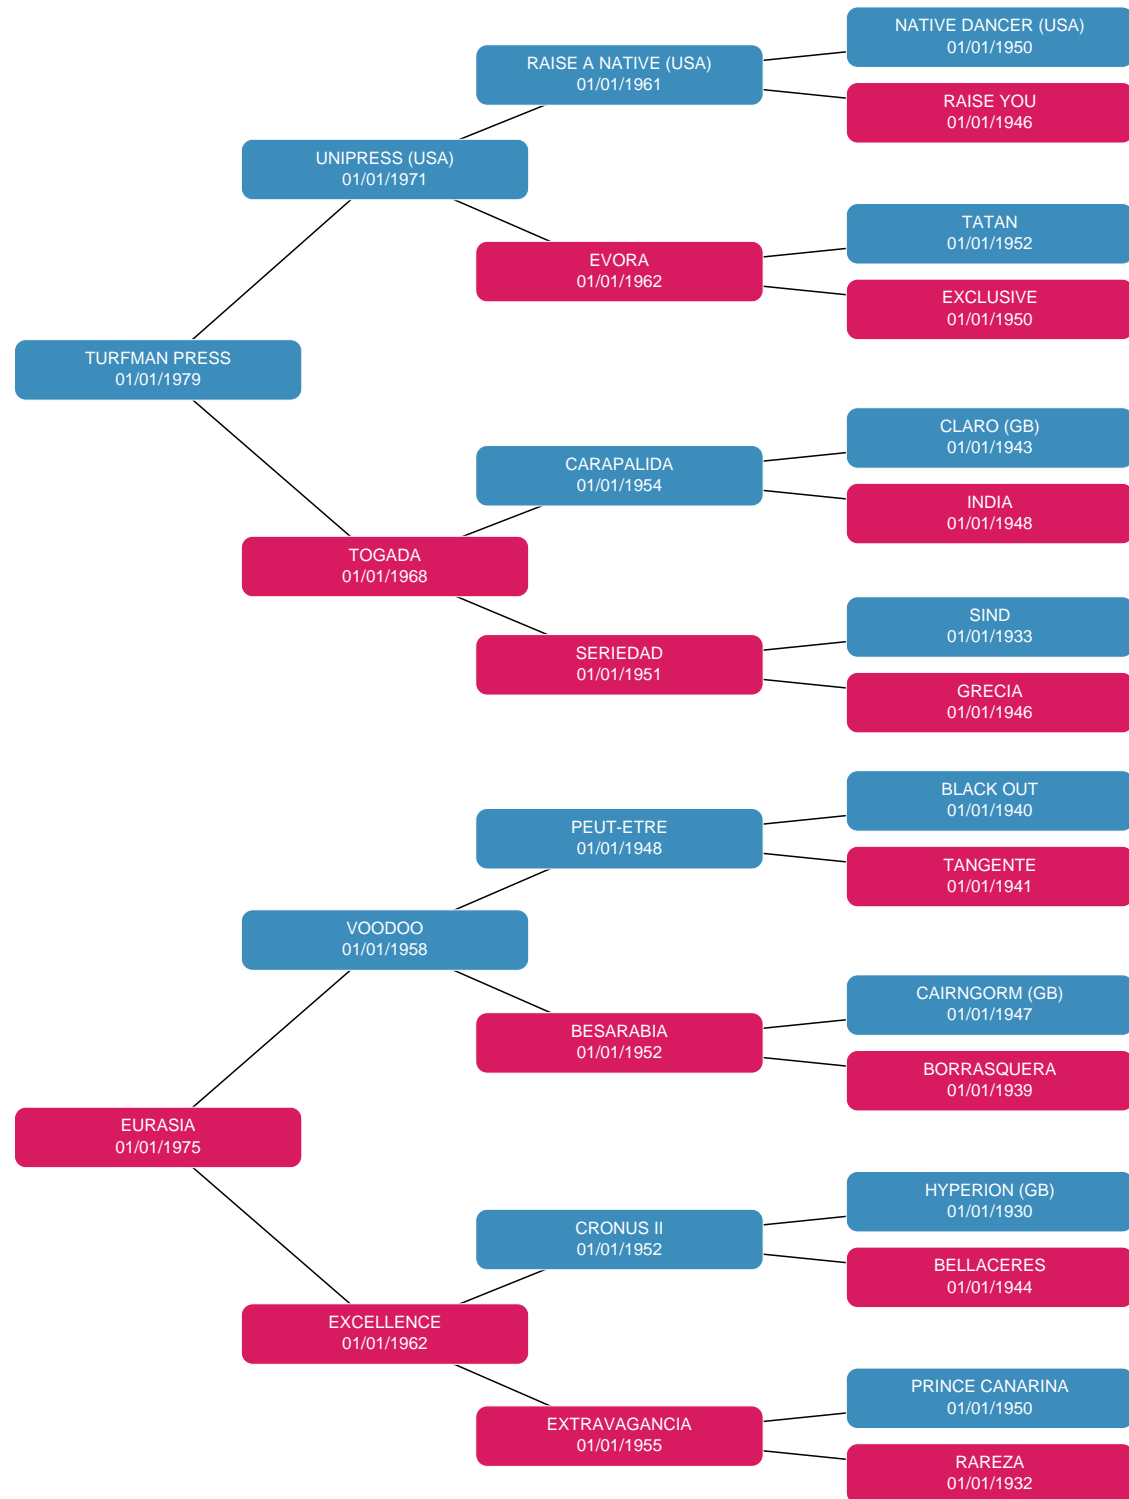 NATIVE DANCER (USA)
01/01/1950
RAISE A NATIVE (USA)
01/01/1961
RAISE YOU
01/01/1946
UNIPRESS (USA)
01/01/1971
TATAN
01/01/1952
EVORA
01/01/1962
EXCLUSIVE
01/01/1950
TURFMAN PRESS
01/01/1979
CLARO (GB)
01/01/1943
CARAPALIDA
01/01/1954
INDIA
01/01/1948
TOGADA
01/01/1968
SIND
01/01/1933
SERIEDAD
01/01/1951
GRECIA
01/01/1946
BLACK OUT
01/01/1940
PEUT-ETRE
01/01/1948
TANGENTE
01/01/1941
VOODOO
01/01/1958
CAIRNGORM (GB)
01/01/1947
BESARABIA
01/01/1952
BORRASQUERA
01/01/1939
EURASIA
01/01/1975
HYPERION (GB)
01/01/1930
CRONUS II
01/01/1952
BELLACERES
01/01/1944
EXCELLENCE
01/01/1962
PRINCE CANARINA
01/01/1950
EXTRAVAGANCIA
01/01/1955
RAREZA
01/01/1932